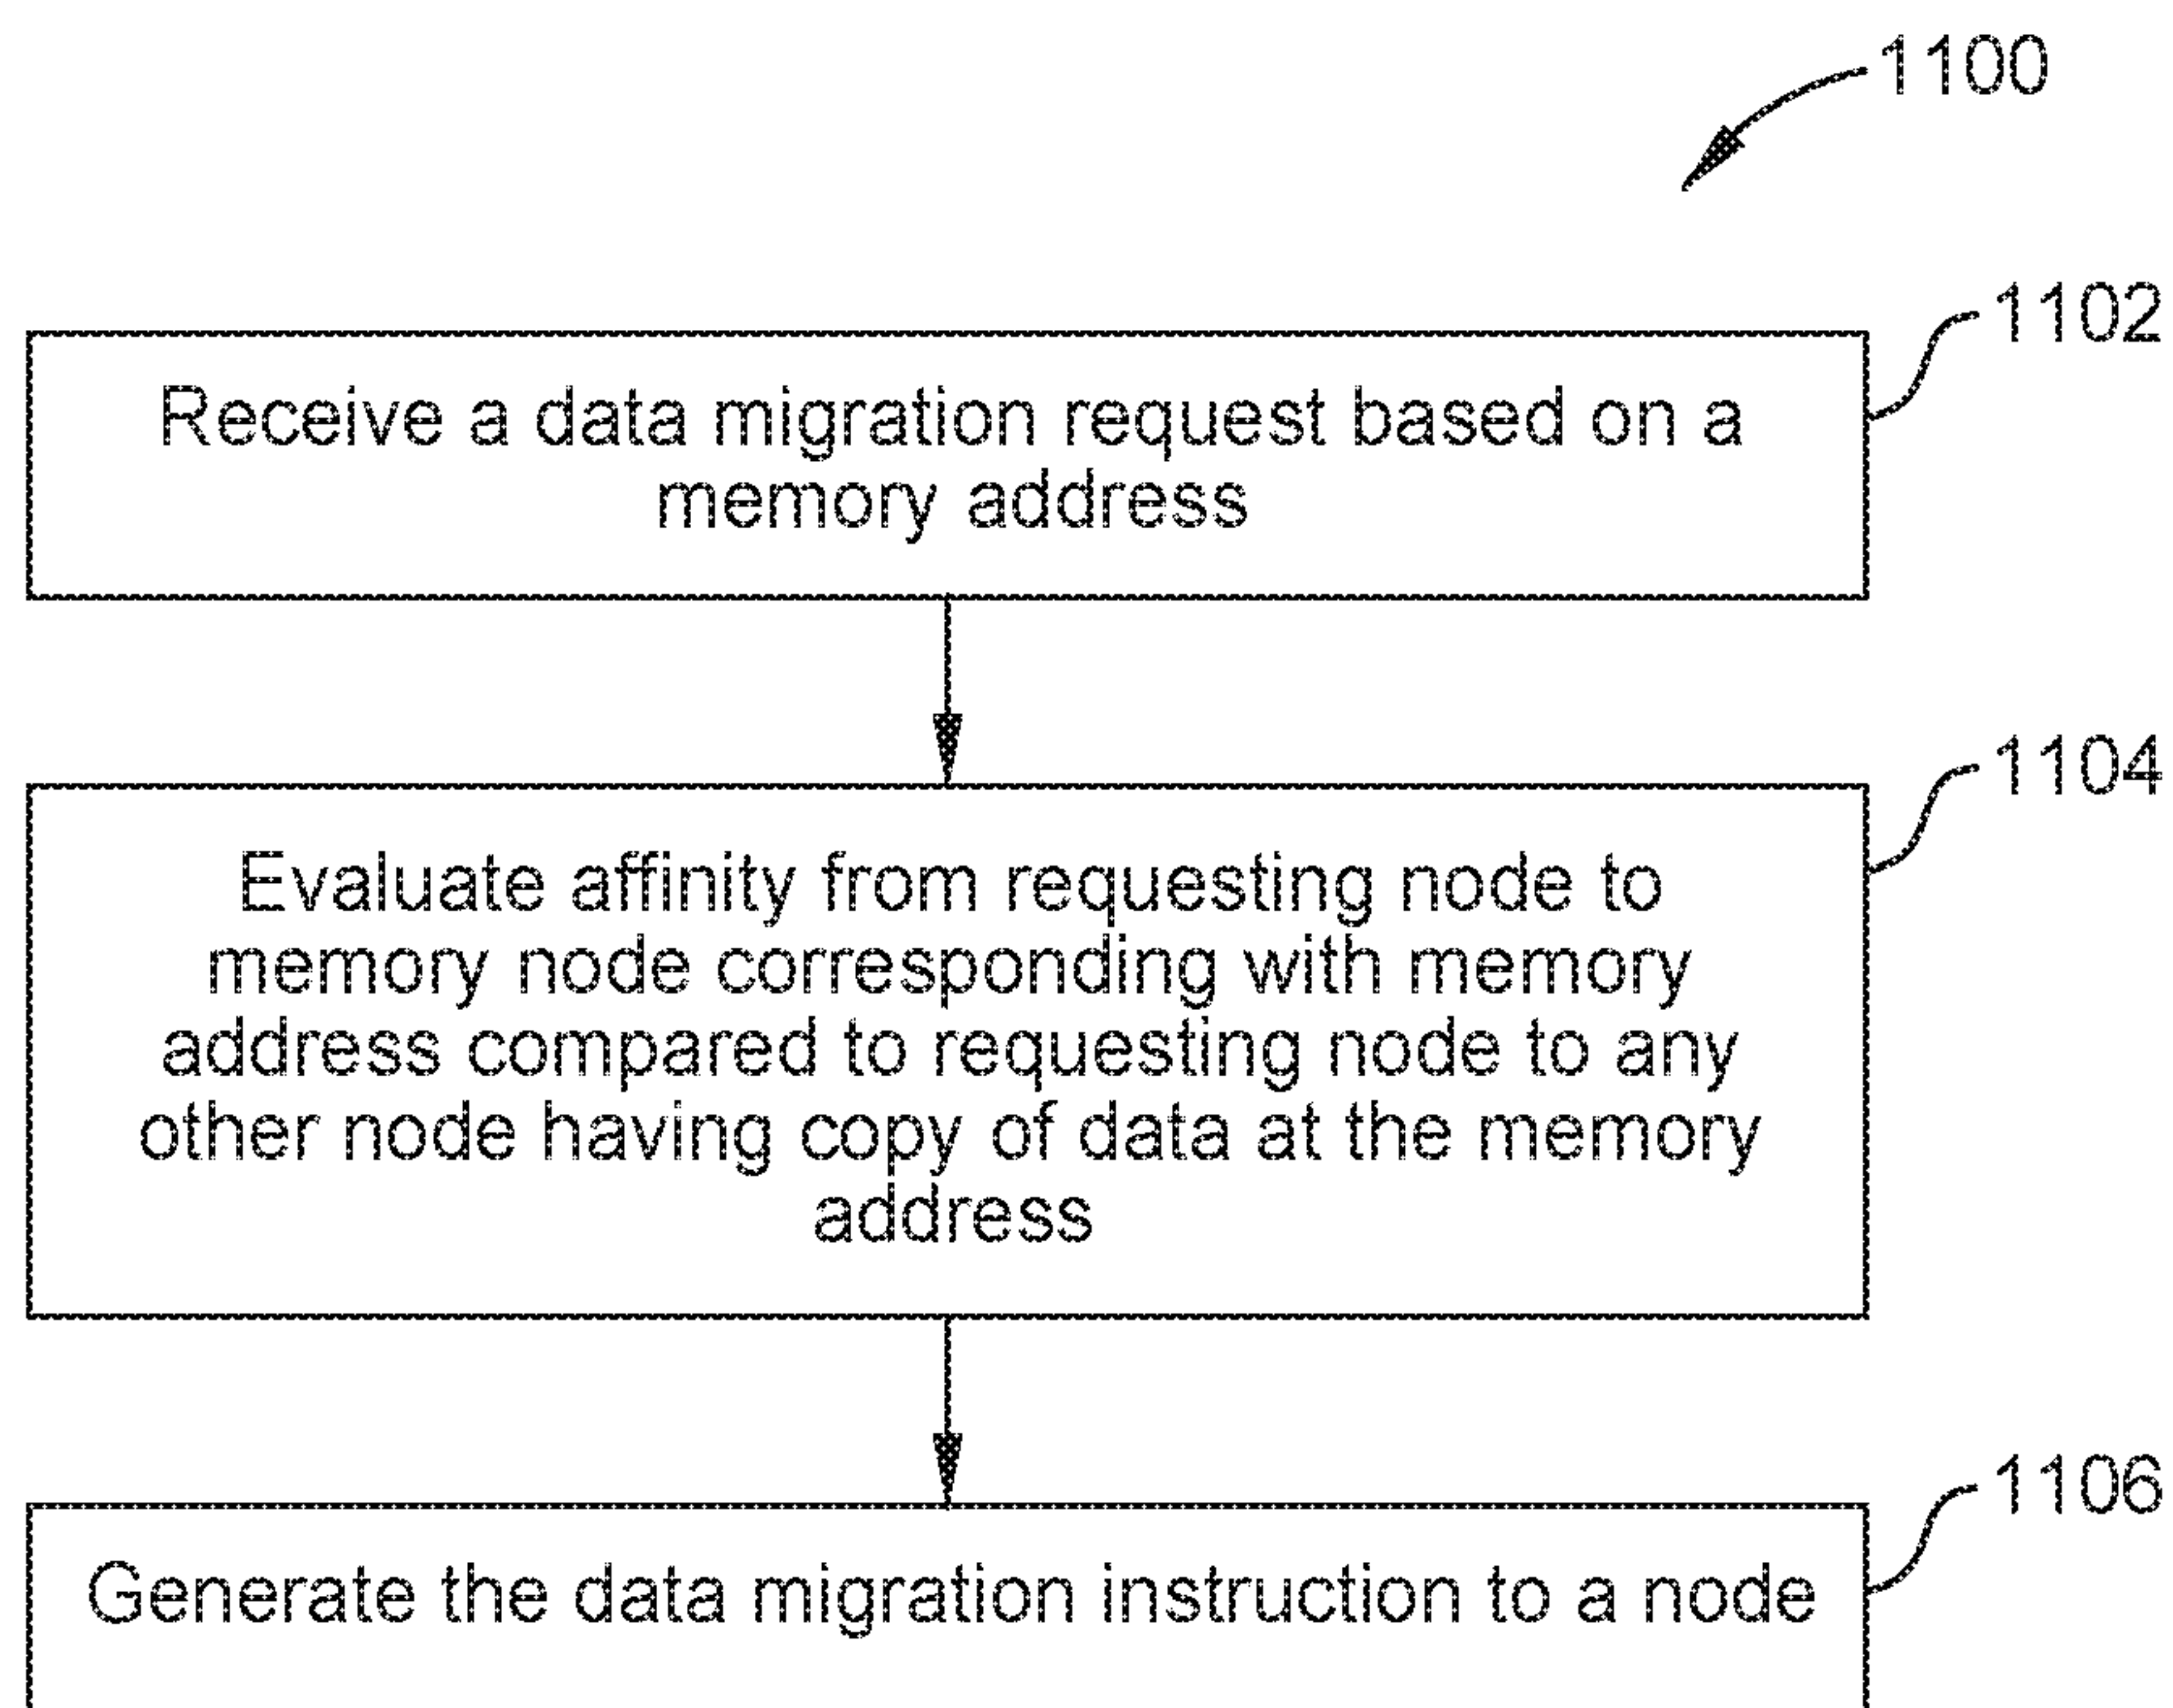 1100
1102
Receive a data migration request based on a
memory address
1104
Evaluate affinity from requesting node to
memory node corresponding with memory
address compared to requesting node to any
other node having copy of data at the memory
address
1106
Generate the data migration instruction to a node